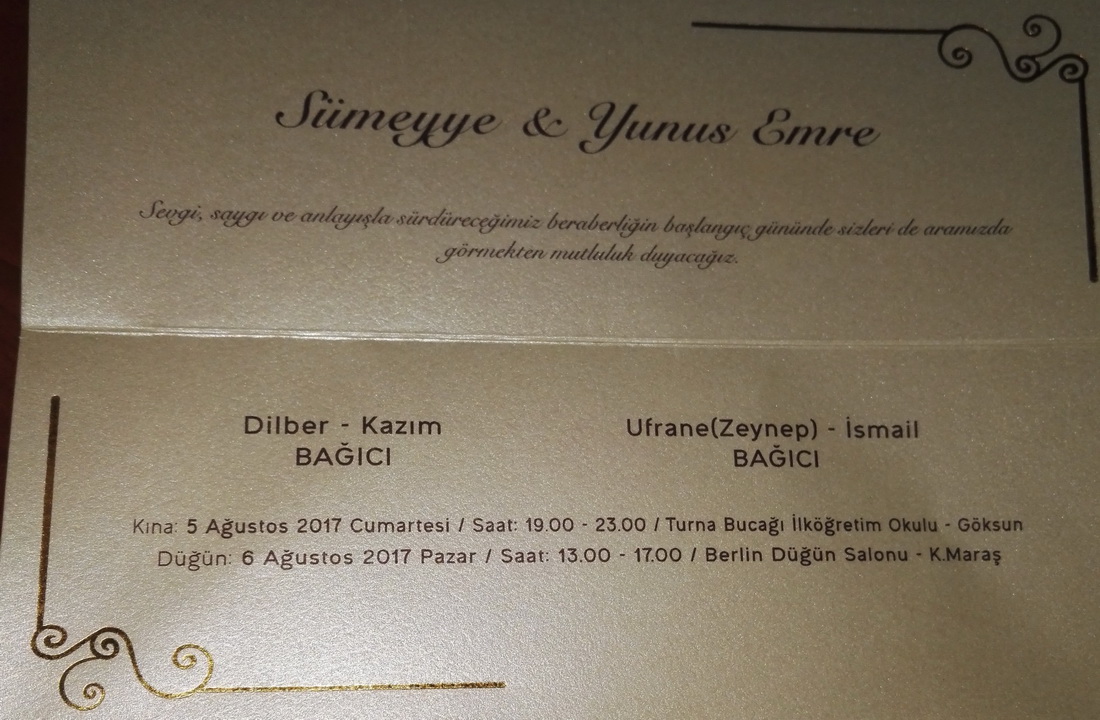 Sümeyye & Yunus Emre
Sevgi, saygı ve anlayışla sürdüreceğimiz beraberliğin başlangıç gününde sizleri de aramızda
görmekten mutluluk duyacağız.
Dilber - Kazım
BAĞICI
Ufrane(Zeynep) - İsmail
BAĞICI
Kına: 5 Ağustos 2017 Cumartesi / Saat: 19.00 - 23.00 / Turna Bucağı İlköğretim Okulu - Göksun
Düğün: 6 Ağustos 2017 Pazar / Saat: 13.00 - 17.00 / Berlin Düğün Salonu - K.Maraş